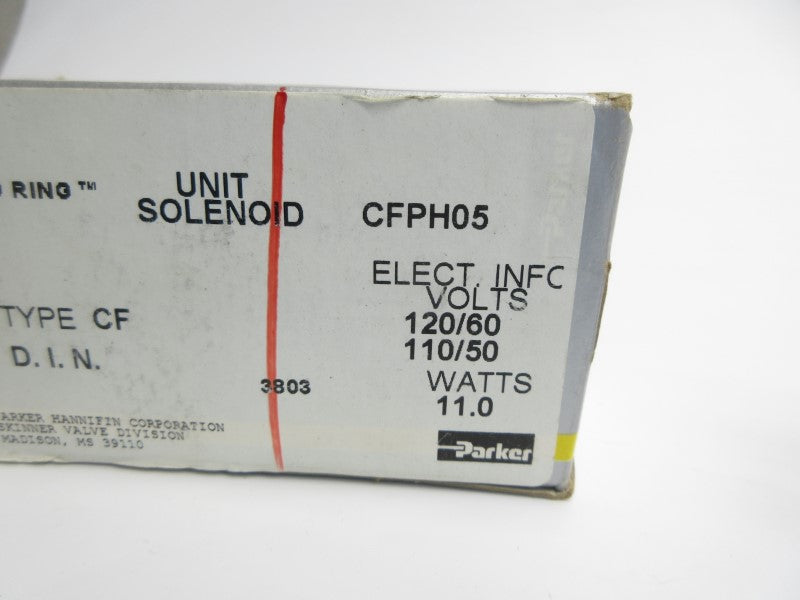 RING™
UNIT
SOLENOID
CFPH05
ELECT. INFO
VOLTS
120/60
110/50
WATTS
11.0
TYPE CF
D.I.N.
3803
PARKER HANNIFIN CORPORATION
SKINNER VALVE DIVISION
MADISON, MS 39110
Parker